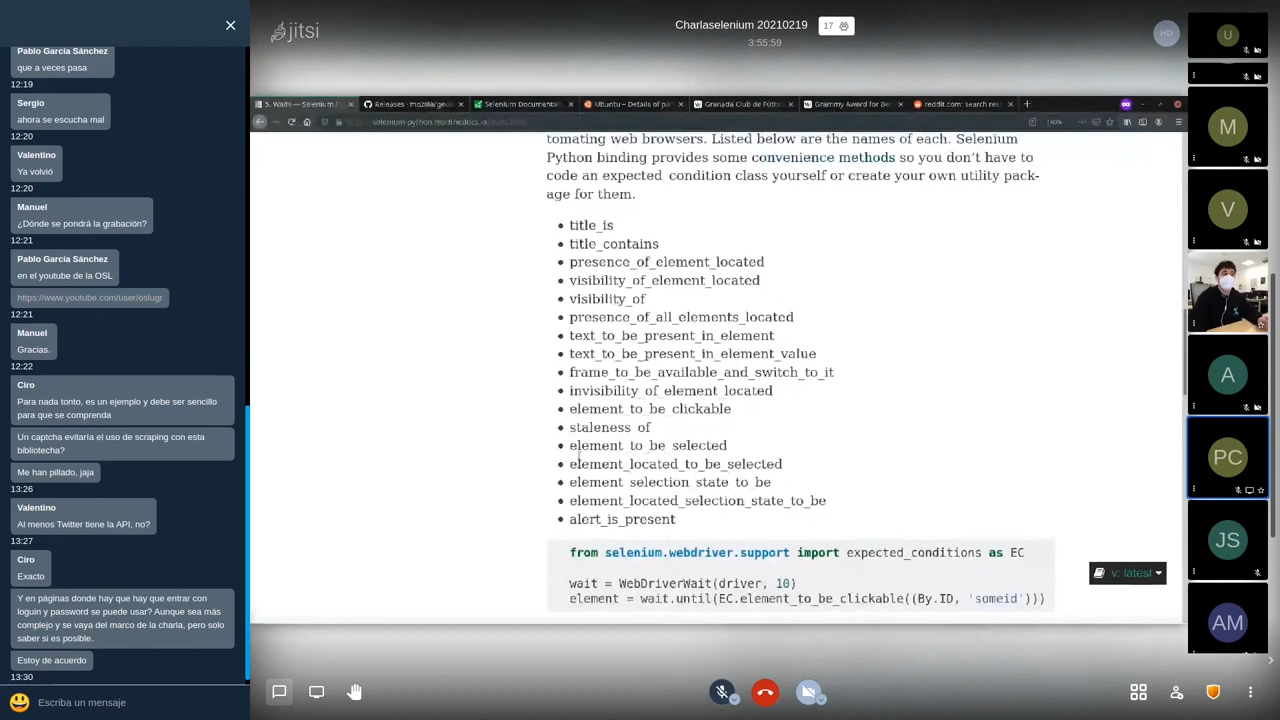 Pablo García Sánchez
que a veces pasa
12:19
Sergio
ahora se escucha mal
12:20
Valentino
Ya volvió
12:20
Manuel
¿Dónde se pondrá la grabación?
12:21
Pablo García Sánchez
en el youtube de la OSL
https://www.youtube.com/user/oslugr
12:21
Manuel
Gracias.
12:22
Ciro
Para nada tonto, es un ejemplo y debe ser sencillo
para que se comprenda
Un captcha evitaría el uso de scraping con esta
bibliotecha?
Me han pillado, jaja
13:26
Valentino
Al menos Twitter tiene la API, no?
13:27
Ciro
Exacto
Y en páginas donde hay que hay que entrar con
loguin y password se puede usar? Aunque sea más
complejo y se vaya del marco de la charla, pero solo
saber si es posible.
Estoy de acuerdo
13:30
Escriba un mensaje
jitsi
Charlaselenium 20210219
17
3:55:59
HD
5. Waits — Selenium
Releases · mozilla/ge
Selenium Documentat
Ubuntu – Details of pa
Granada Club de Fútb
Grammy Award for Be
reddit.com: search res
selenium-python.readthedocs.io/waits.html
tomating web browsers. Listed below are the names of each. Selenium
Python binding provides some convenience methods so you don’t have to
code an expected_condition class yourself or create your own utility pack-
age for them.
title_is
title_contains
presence_of_element_located
visibility_of_element_located
visibility_of
presence_of_all_elements_located
text_to_be_present_in_element
text_to_be_present_in_element_value
frame_to_be_available_and_switch_to_it
invisibility_of_element_located
element_to_be_clickable
staleness_of
element_to_be_selected
element_located_to_be_selected
element_selection_state_to_be
element_located_selection_state_to_be
alert_is_present
from selenium.webdriver.support import expected_conditions as EC
wait = WebDriverWait(driver, 10)
element = wait.until(EC.element_to_be_clickable((By.ID, 'someid')))
v: latest
U
M
V
A
PC
JS
AM